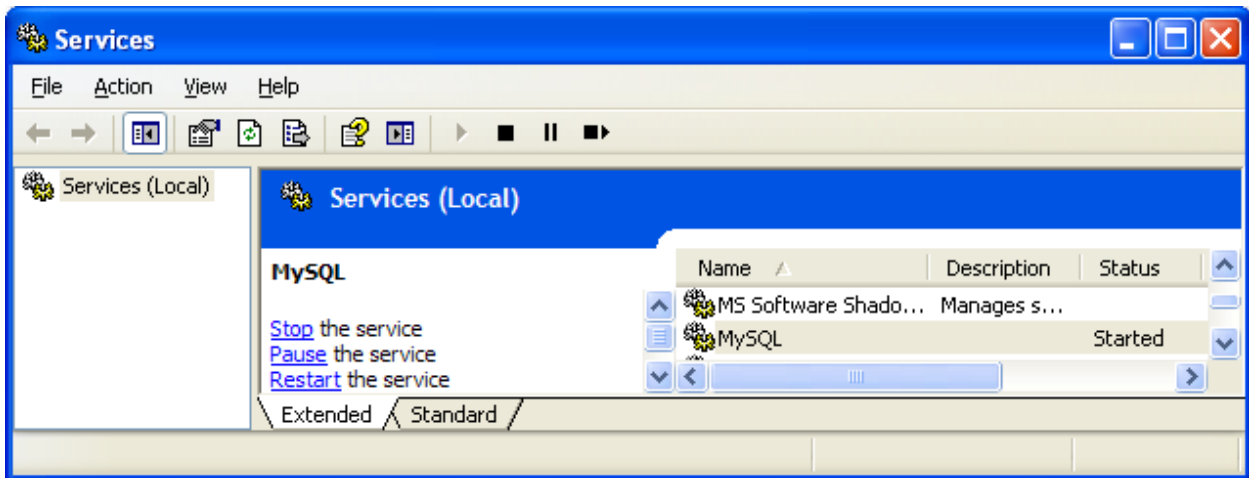 Services
File Action View Help
Services (Local)
Services (Local)
MySQL
Stop the service
Pause the service
Restart the service
Name Description Status
MS Software Shado... Manages s...
MySQL Started
Extended Standard